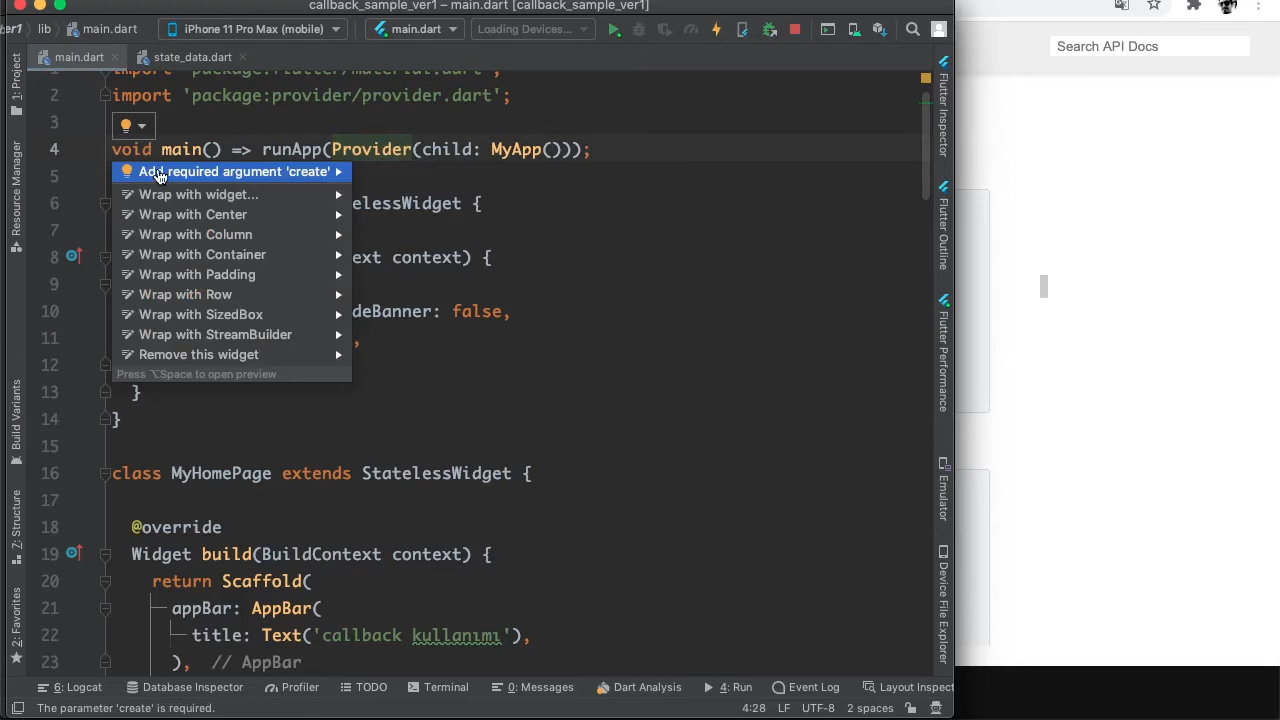 callback_sample_ver1 – main.dart [callback_sample_ver1]
er1 lib main.dart iPhone 11 Pro Max (mobile) main.dart Loading Devices...
main.dart state_data.dart
1 import 'package:flutter/material.dart';
2 import 'package:provider/provider.dart';
3
4 void main() => runApp(Provider(child: MyApp()));
Add required argument 'create'
5
Wrap with widget...
6 elessWidget {
Wrap with Center
7
Wrap with Column
8 ext context) {
Wrap with Container
9
Wrap with Padding
Wrap with Row
10 deBanner: false,
Wrap with SizedBox
11 ,
Wrap with StreamBuilder
12
Remove this widget
Press ⌥Space to open preview
13 }
14 }
15
16 class MyHomePage extends StatelessWidget {
17
18 @override
19 Widget build(BuildContext context) {
20 return Scaffold(
21 appBar: AppBar(
22 title: Text('callback kullanımı'),
23 ), // AppBar
1: Project
Resource Manager
Build Variants
Z: Structure
2: Favorites
Flutter Inspector
Flutter Outline
Flutter Performance
Emulator
Device File Explorer
6: Logcat Database Inspector Profiler TODO Terminal 0: Messages Dart Analysis 4: Run Event Log Layout Inspect
The parameter 'create' is required. 4:28 LF UTF-8 2 spaces
Search API Docs